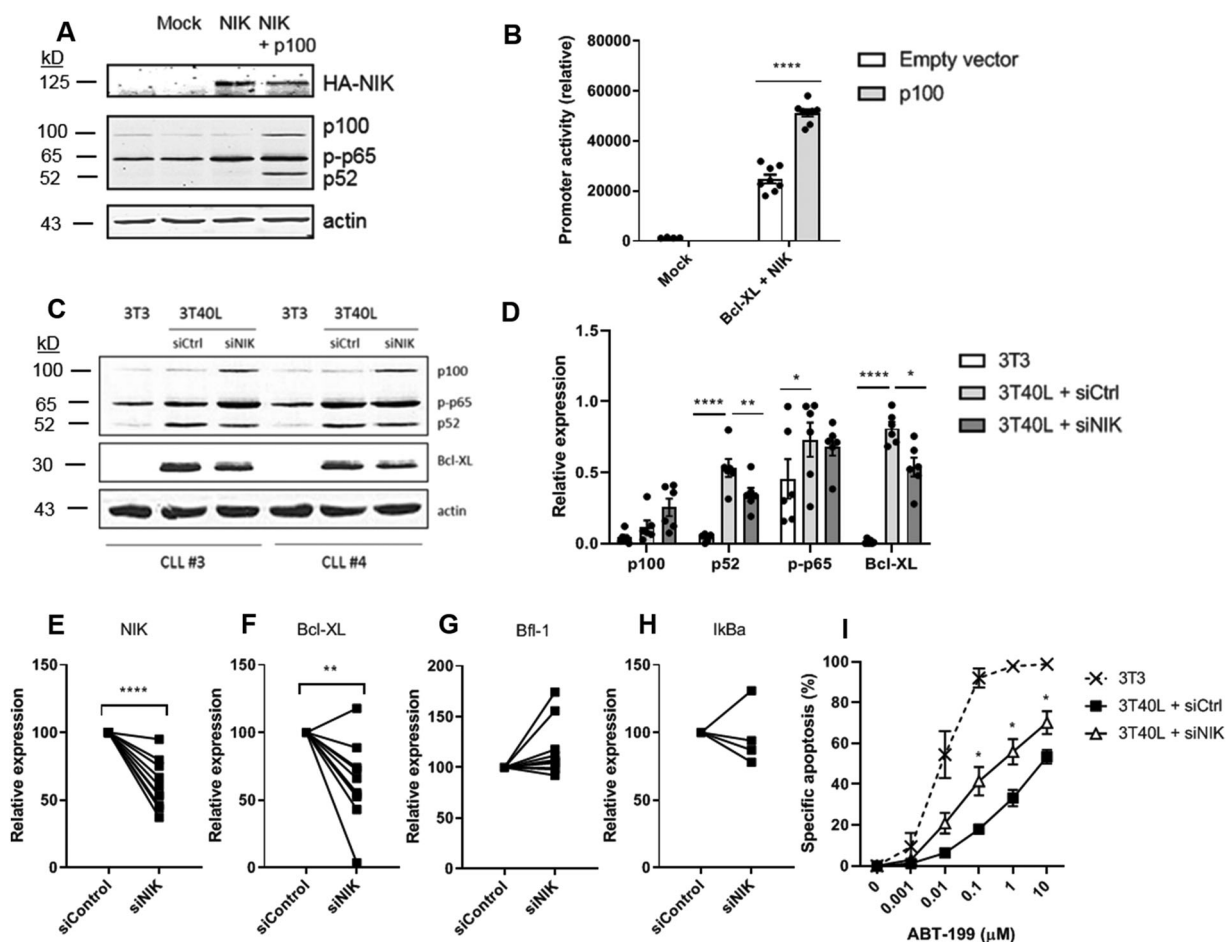 A
Mock NIK NIK
+ p100
kD
125 HA-NIK
100 p100
65 p-p65
52 p52
43 actin
B
Promoter activity (relative)
80000
60000
40000
20000
0
****
Mock
Bcl-XL + NIK
Empty vector
p100
C
3T3 3T40L 3T3 3T40L
siCtrl siNIK siCtrl siNIK
kD
100 p100
65 p-p65
52 p52
30 Bcl-XL
43 actin
CLL #3 CLL #4
D
Relative expression
1.5
1.0
0.5
0.0
**** ** * **** *
p100 p52 p-p65 Bcl-XL
3T3
3T40L + siCtrl
3T40L + siNIK
E
NIK
Relative expression
150
100
50
0
****
siControl
siNIK
F
Bcl-XL
Relative expression
150
100
50
0
**
siControl
siNIK
G
Bfl-1
Relative expression
200
150
100
50
0
siControl
siNIK
H
IkBa
Relative expression
150
100
50
0
siControl
siNIK
I
Specific apoptosis (%)
100
80
60
40
20
0
* * *
0 0.001 0.01 0.1 1 10
ABT-199 (µM)
3T3
3T40L + siCtrl
3T40L + siNIK